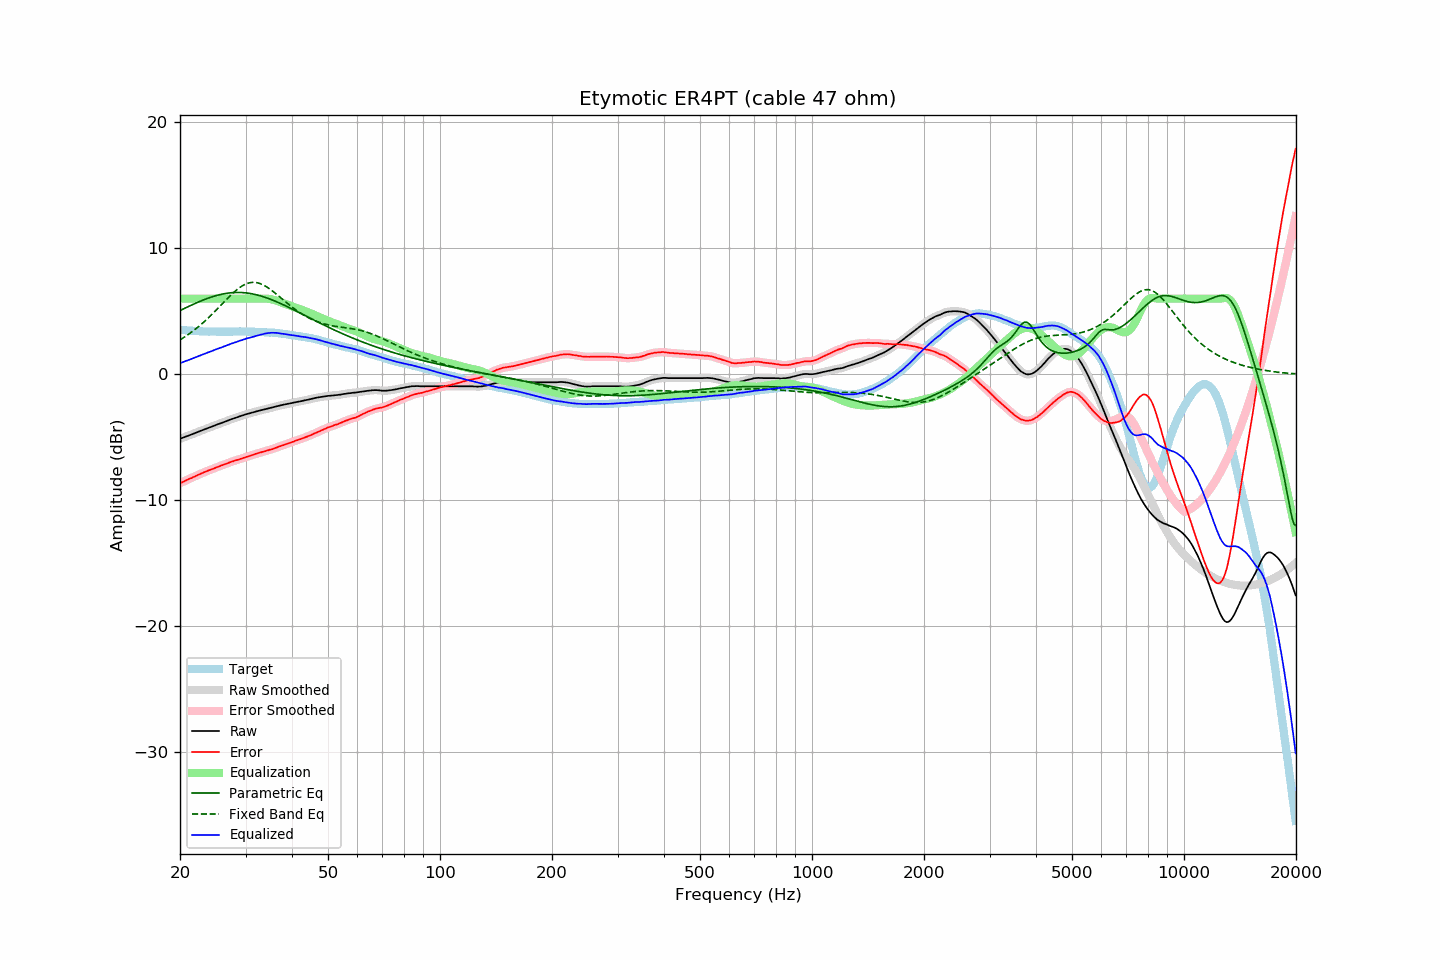 Etymotic ER4PT (cable 47 ohm)
20
10
0
−10
−20
−30
Amplitude (dBr)
Target
Raw Smoothed
Error Smoothed
Raw
Error
Equalization
Parametric Eq
Fixed Band Eq
Equalized
20 50 100 200 500 1000 2000 5000 10000 20000
Frequency (Hz)